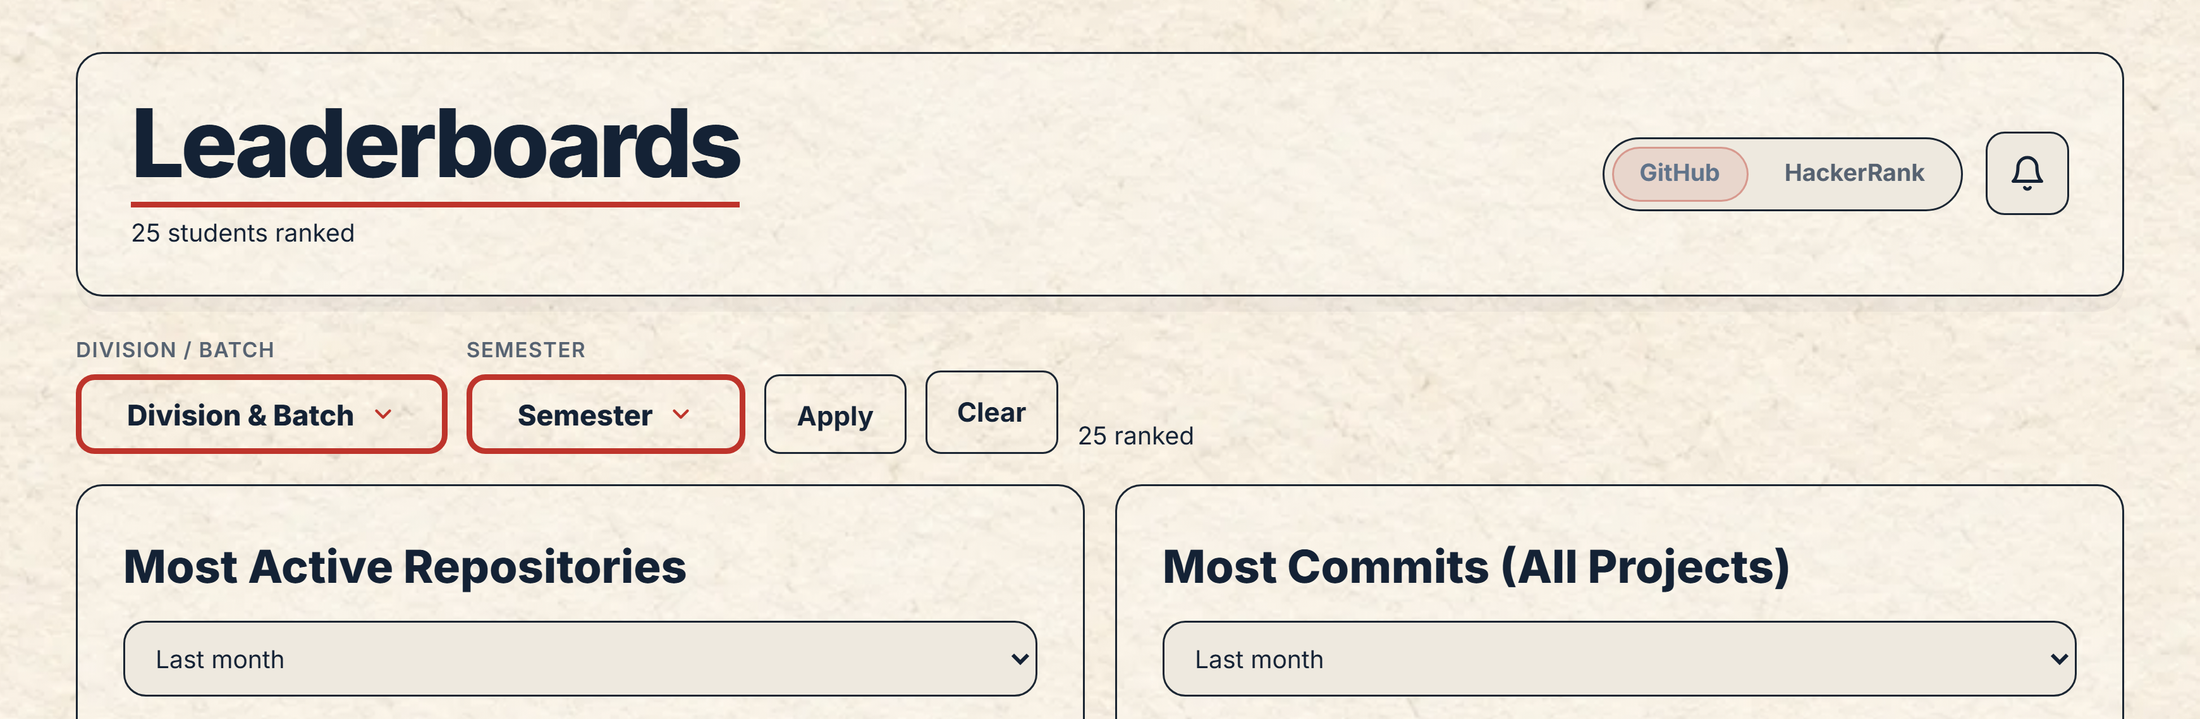 Leaderboards
25 students ranked
GitHub
HackerRank
DIVISION / BATCH
SEMESTER
Division & Batch
Semester
Apply
Clear
25 ranked
Most Active Repositories
Last month
Most Commits (All Projects)
Last month